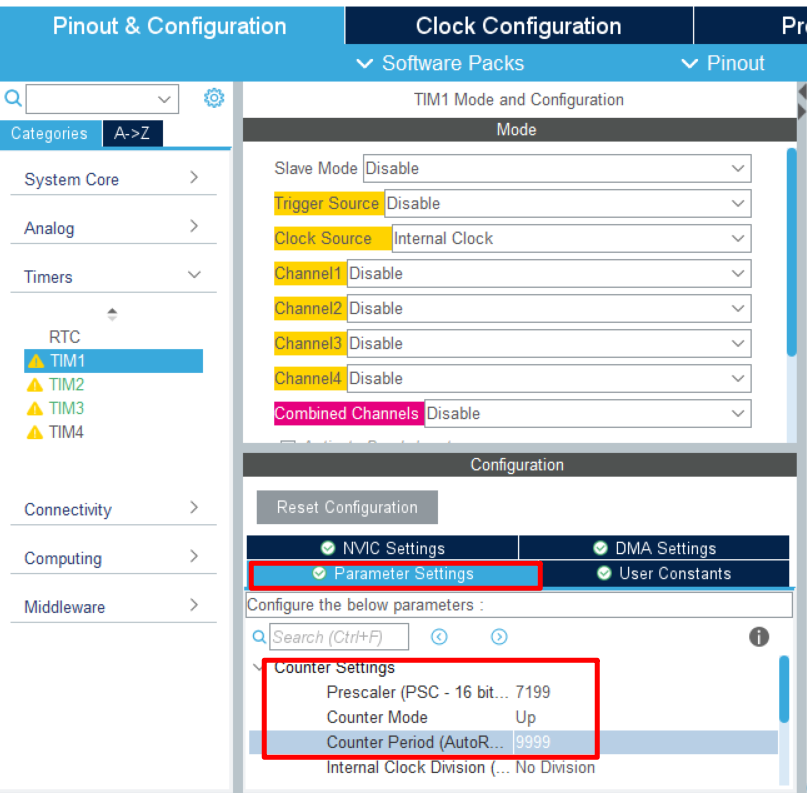 Pinout & Configuration
Clock Configuration
Pr
Software Packs
Pinout
Categories
A->Z
System Core
Analog
Timers
RTC
TIM1
TIM2
TIM3
TIM4
Connectivity
Computing
Middleware
TIM1 Mode and Configuration
Mode
Slave Mode Disable
Trigger Source Disable
Clock Source Internal Clock
Channel1 Disable
Channel2 Disable
Channel3 Disable
Channel4 Disable
Combined Channels Disable
Configuration
Reset Configuration
NVIC Settings
DMA Settings
Parameter Settings
User Constants
Configure the below parameters :
Search (Ctrl+F)
Counter Settings
Prescaler (PSC - 16 bit... 7199
Counter Mode Up
Counter Period (AutoR... 9999
Internal Clock Division (... No Division